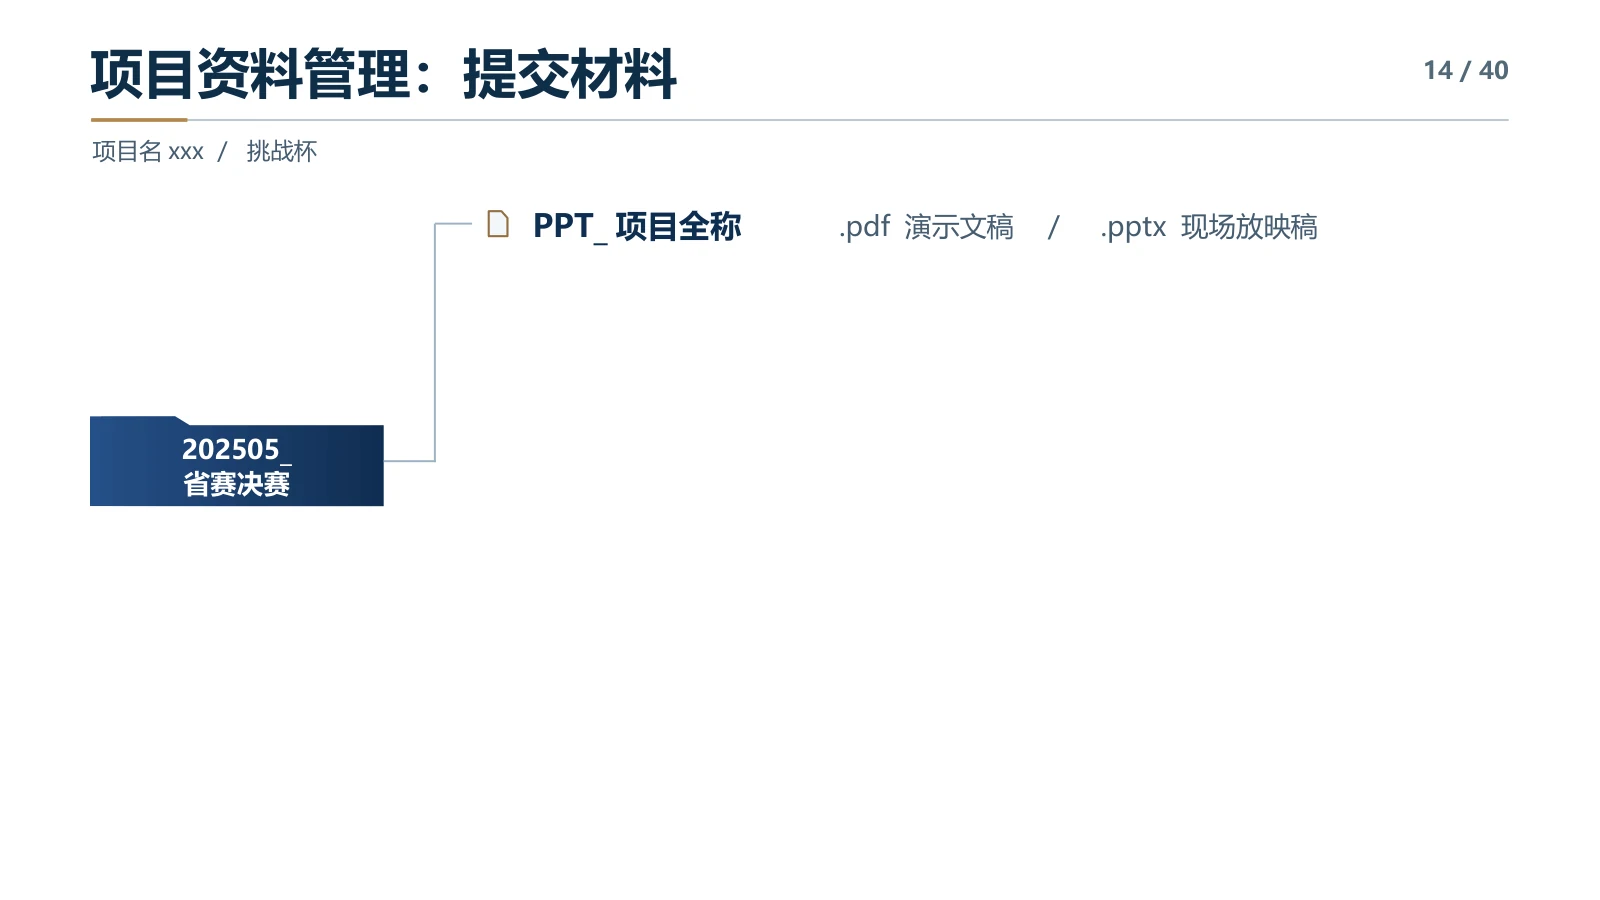 项目资料管理：提交材料
14 / 40
项目名 xxx / 挑战杯
PPT_ 项目全称 .pdf 演示文稿 / .pptx 现场放映稿
202505_
省赛决赛